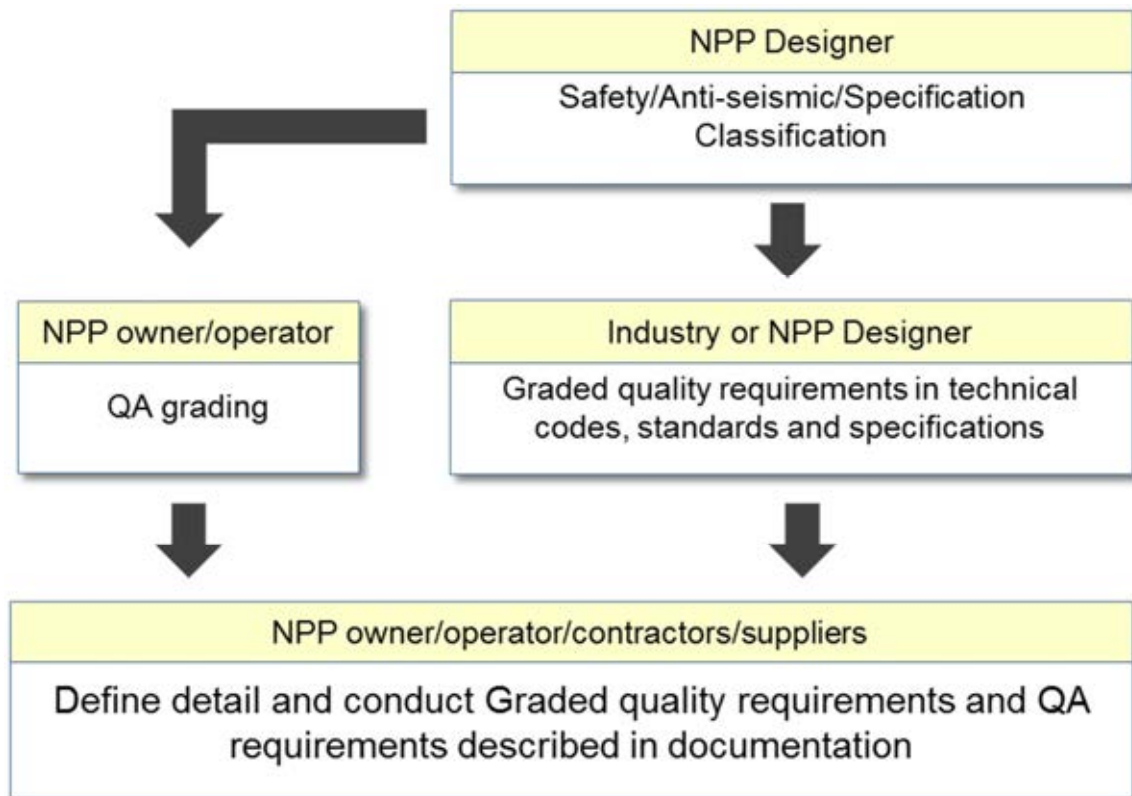 NPP Designer
Safety/Anti-seismic/Specification
Classification
NPP owner/operator
QA grading
Industry or NPP Designer
Graded quality requirements in technical
codes, standards and specifications
NPP owner/operator/contractors/suppliers
Define detail and conduct Graded quality requirements and QA
requirements described in documentation